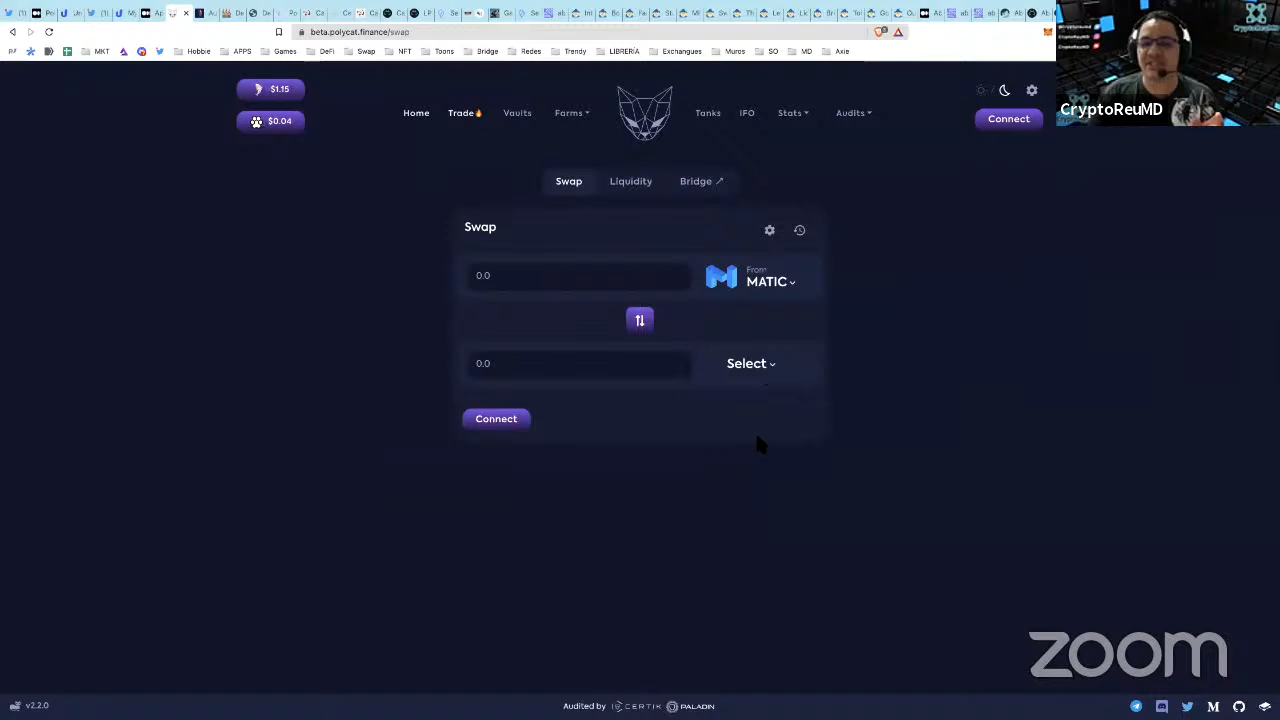 beta.polycat.finance/swap
MKT
Hobbie
APPS
Games
DeFi
Swap
NFT
Toons
Bridge
Redes
Trendy
LIBRERIA
Exchangues
Muros
SO
MD
Axie
CryptoReuMD
$1.15
$0.04
Home
Trade
Vaults
Farms
Tanks
IFO
Stats
Audits
Connect
Swap
Liquidity
Bridge
Swap
0.0
From
MATIC
0.0
Select
Connect
zoom
v2.2.0
Audited by CERTIK PALADIN